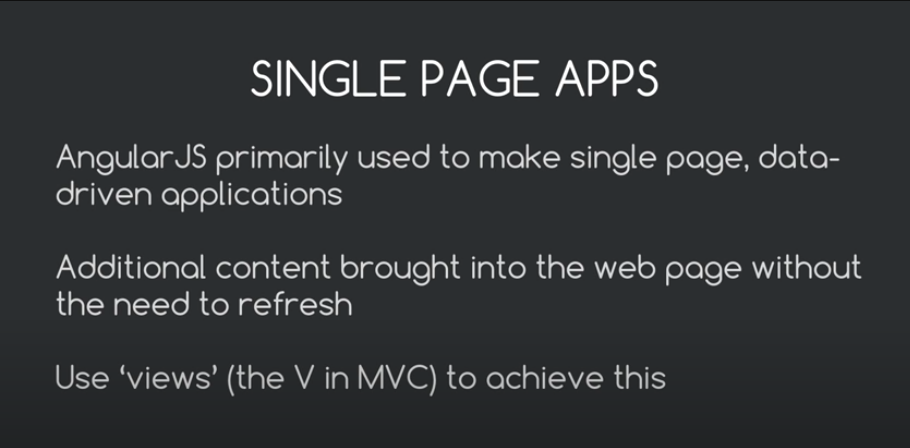 SINGLE PAGE APPS
AngularJS primarily used to make single page, data-
driven applications
Additional content brought into the web page without
the need to refresh
Use ‘views’ (the V in MVC) to achieve this